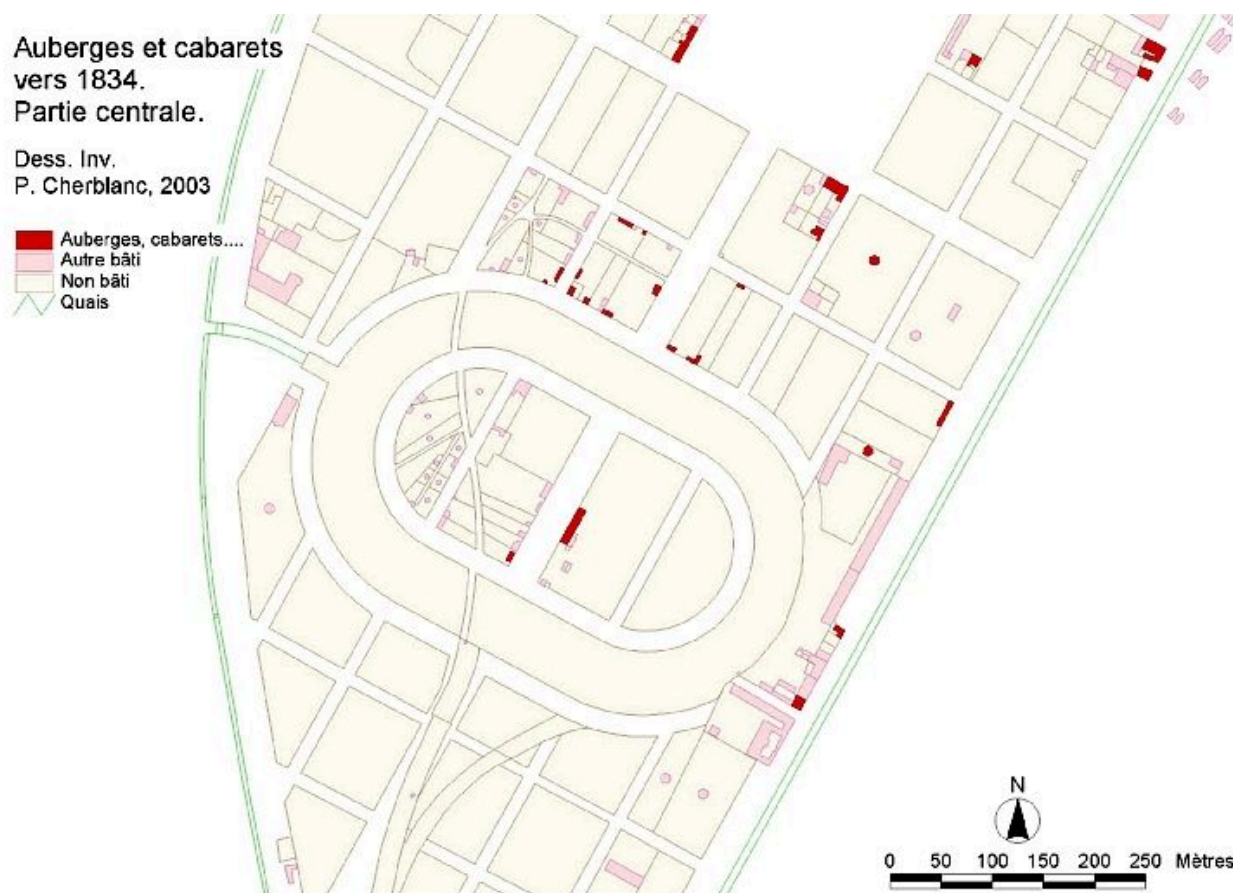 Auberges et cabarets
vers 1834.
Partie centrale.
Dess. Inv.
P. Cherblanc, 2003
Auberges, cabarets....
Autre bâti
Non bâti
Quais
N
0 50 100 150 200 250 Mètres